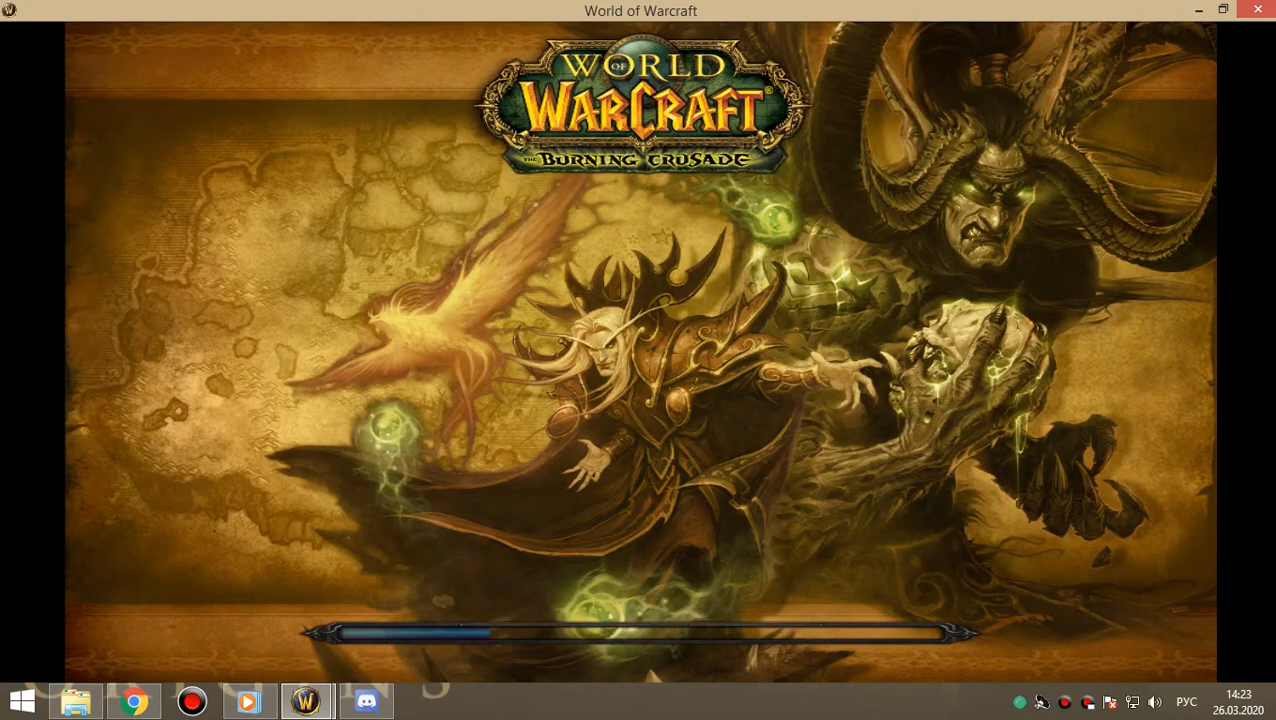 World of Warcraft
WORLD
OF
WARCRAFT®
THE BURNING CRUSADE
РУС
14:23
26.03.2020